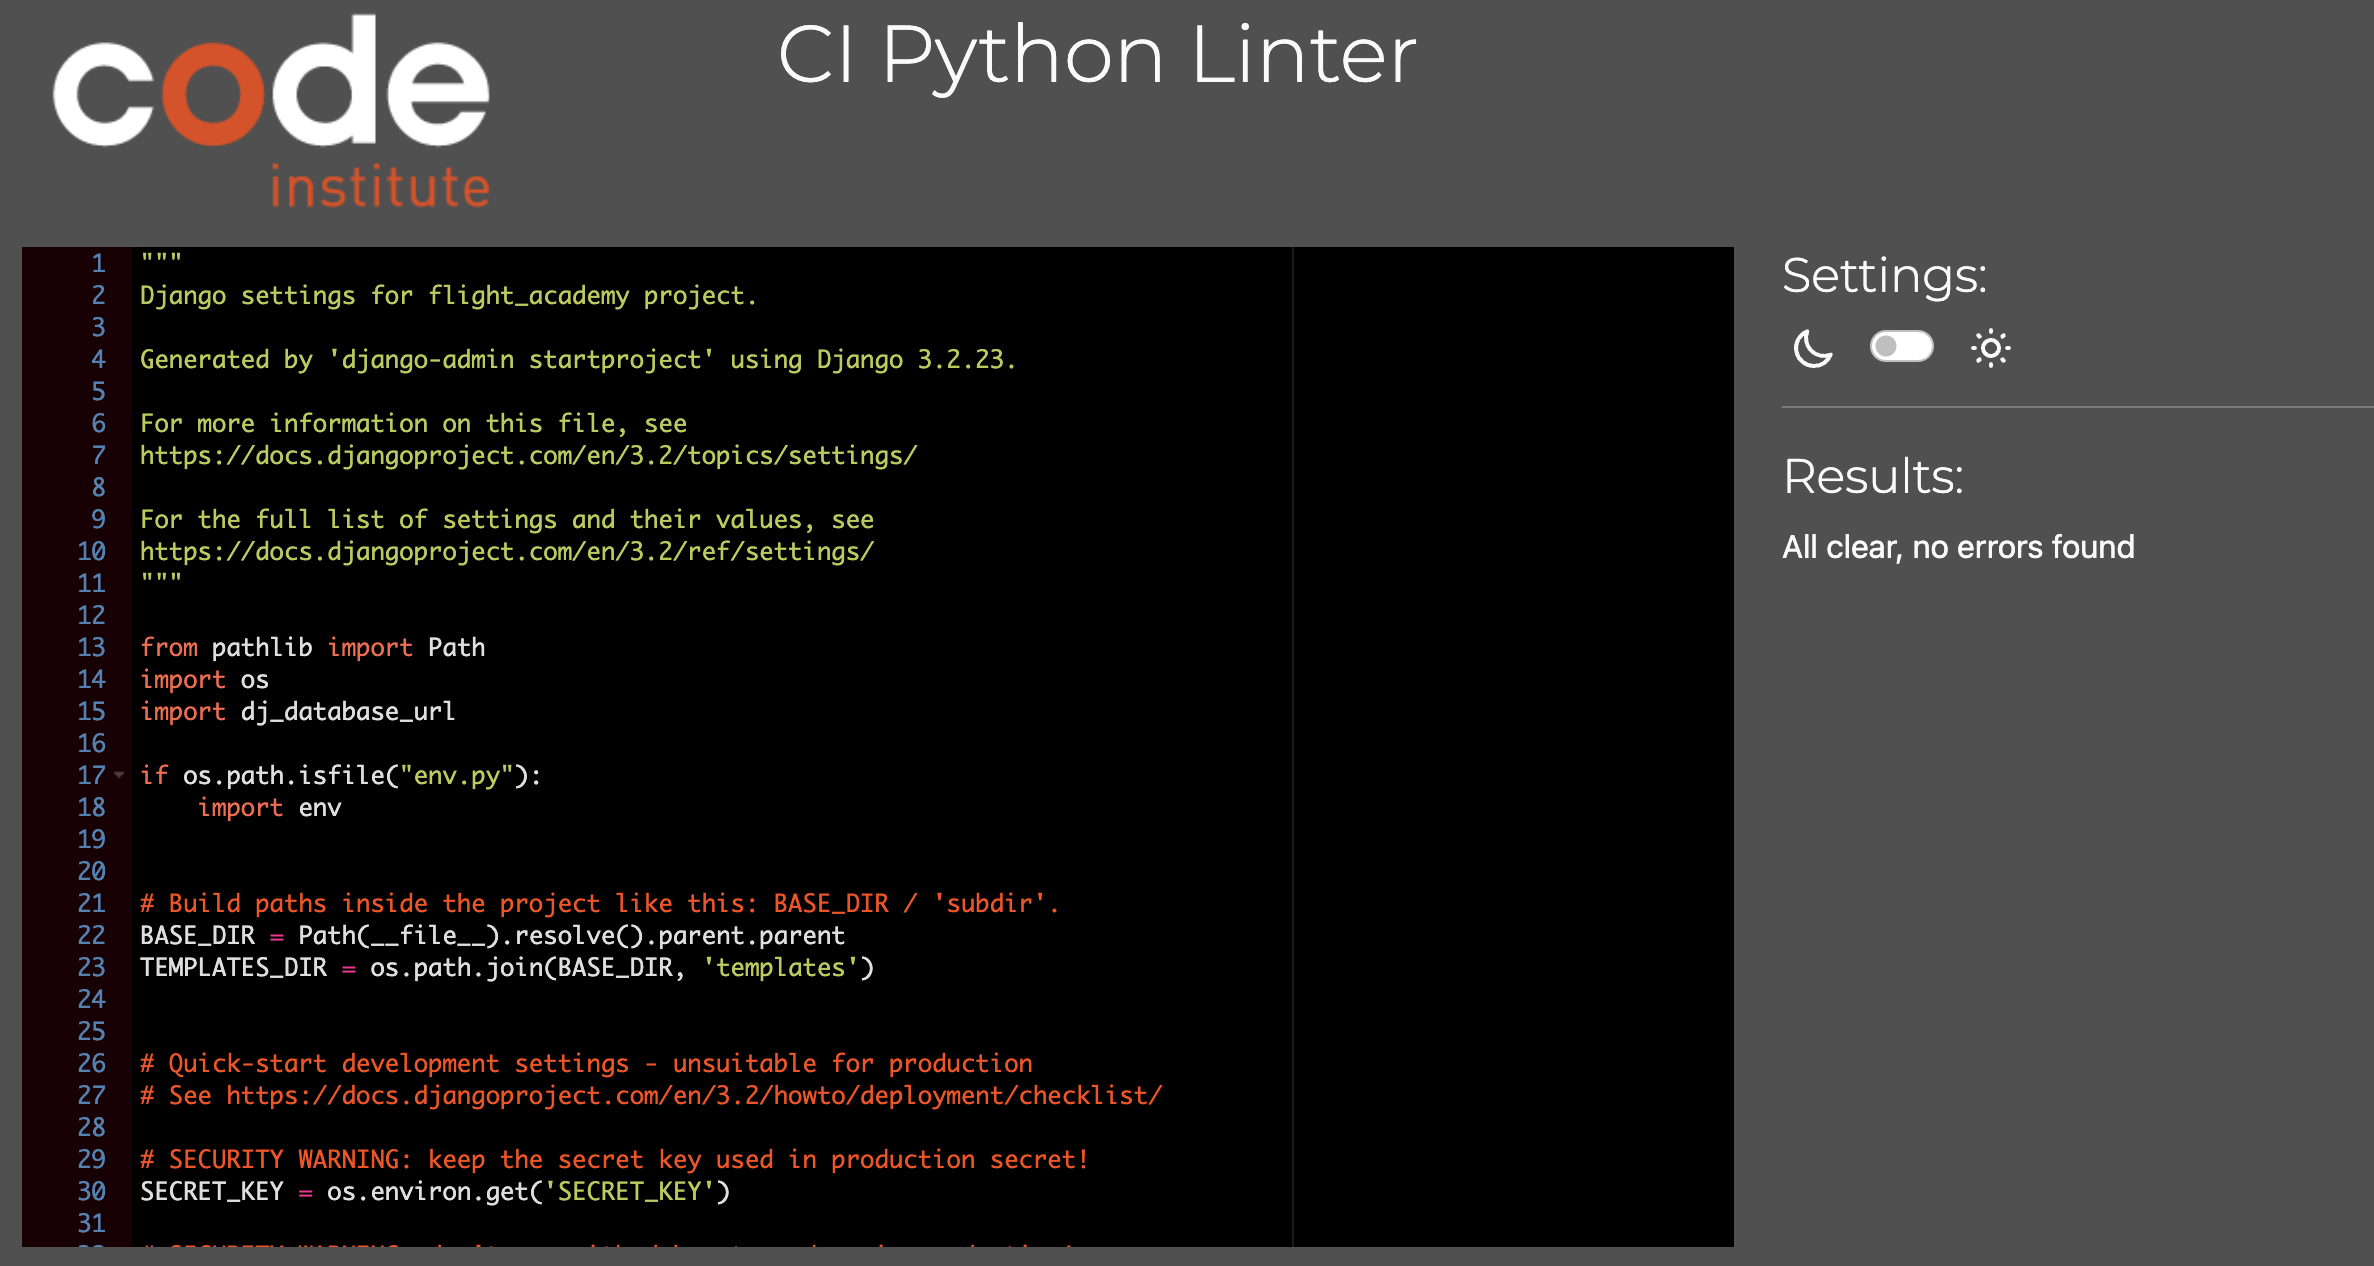 code
institute
CI Python Linter
1 """
2 Django settings for flight_academy project.
3
4 Generated by 'django-admin startproject' using Django 3.2.23.
5
6 For more information on this file, see
7 https://docs.djangoproject.com/en/3.2/topics/settings/
8
9 For the full list of settings and their values, see
10 https://docs.djangoproject.com/en/3.2/ref/settings/
11 """
12
13 from pathlib import Path
14 import os
15 import dj_database_url
16
17 if os.path.isfile("env.py"):
18     import env
19
20
21 # Build paths inside the project like this: BASE_DIR / 'subdir'.
22 BASE_DIR = Path(__file__).resolve().parent.parent
23 TEMPLATES_DIR = os.path.join(BASE_DIR, 'templates')
24
25
26 # Quick-start development settings - unsuitable for production
27 # See https://docs.djangoproject.com/en/3.2/howto/deployment/checklist/
28
29 # SECURITY WARNING: keep the secret key used in production secret!
30 SECRET_KEY = os.environ.get('SECRET_KEY')
31
Settings:
Results:
All clear, no errors found